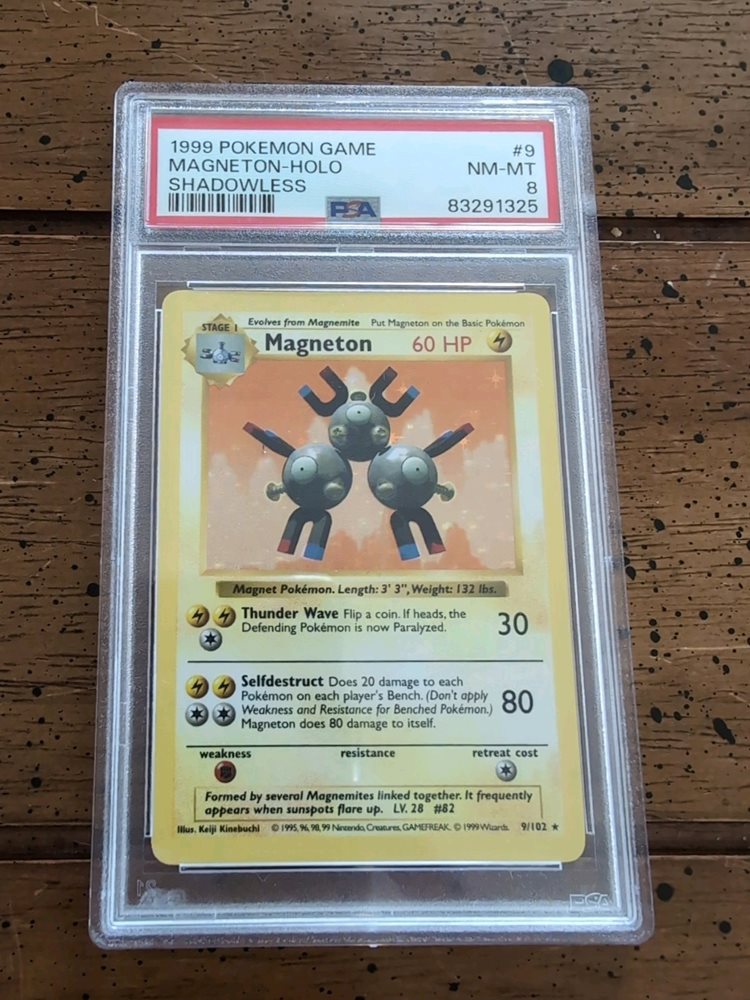 1999 POKEMON GAME #9
MAGNETON-HOLO NM-MT
SHADOWLESS 8
PSA 83291325
STAGE 1 Evolves from Magnemite Put Magneton on the Basic Pokémon
Magneton 60 HP
Magnet Pokémon. Length: 3' 3", Weight: 132 lbs.
Thunder Wave Flip a coin. If heads, the
Defending Pokémon is now Paralyzed. 30
Selfdestruct Does 20 damage to each
Pokémon on each player's Bench. (Don't apply
Weakness and Resistance for Benched Pokémon.) 80
Magneton does 80 damage to itself.
weakness resistance retreat cost
Formed by several Magnemites linked together. It frequently
appears when sunspots flare up. LV. 28 #82
Illus. Keiji Kinebuchi © 1995, 96, 98, 99 Nintendo, Creatures, GAMEFREAK. © 1999 Wizards. 9/102 ★
PSA